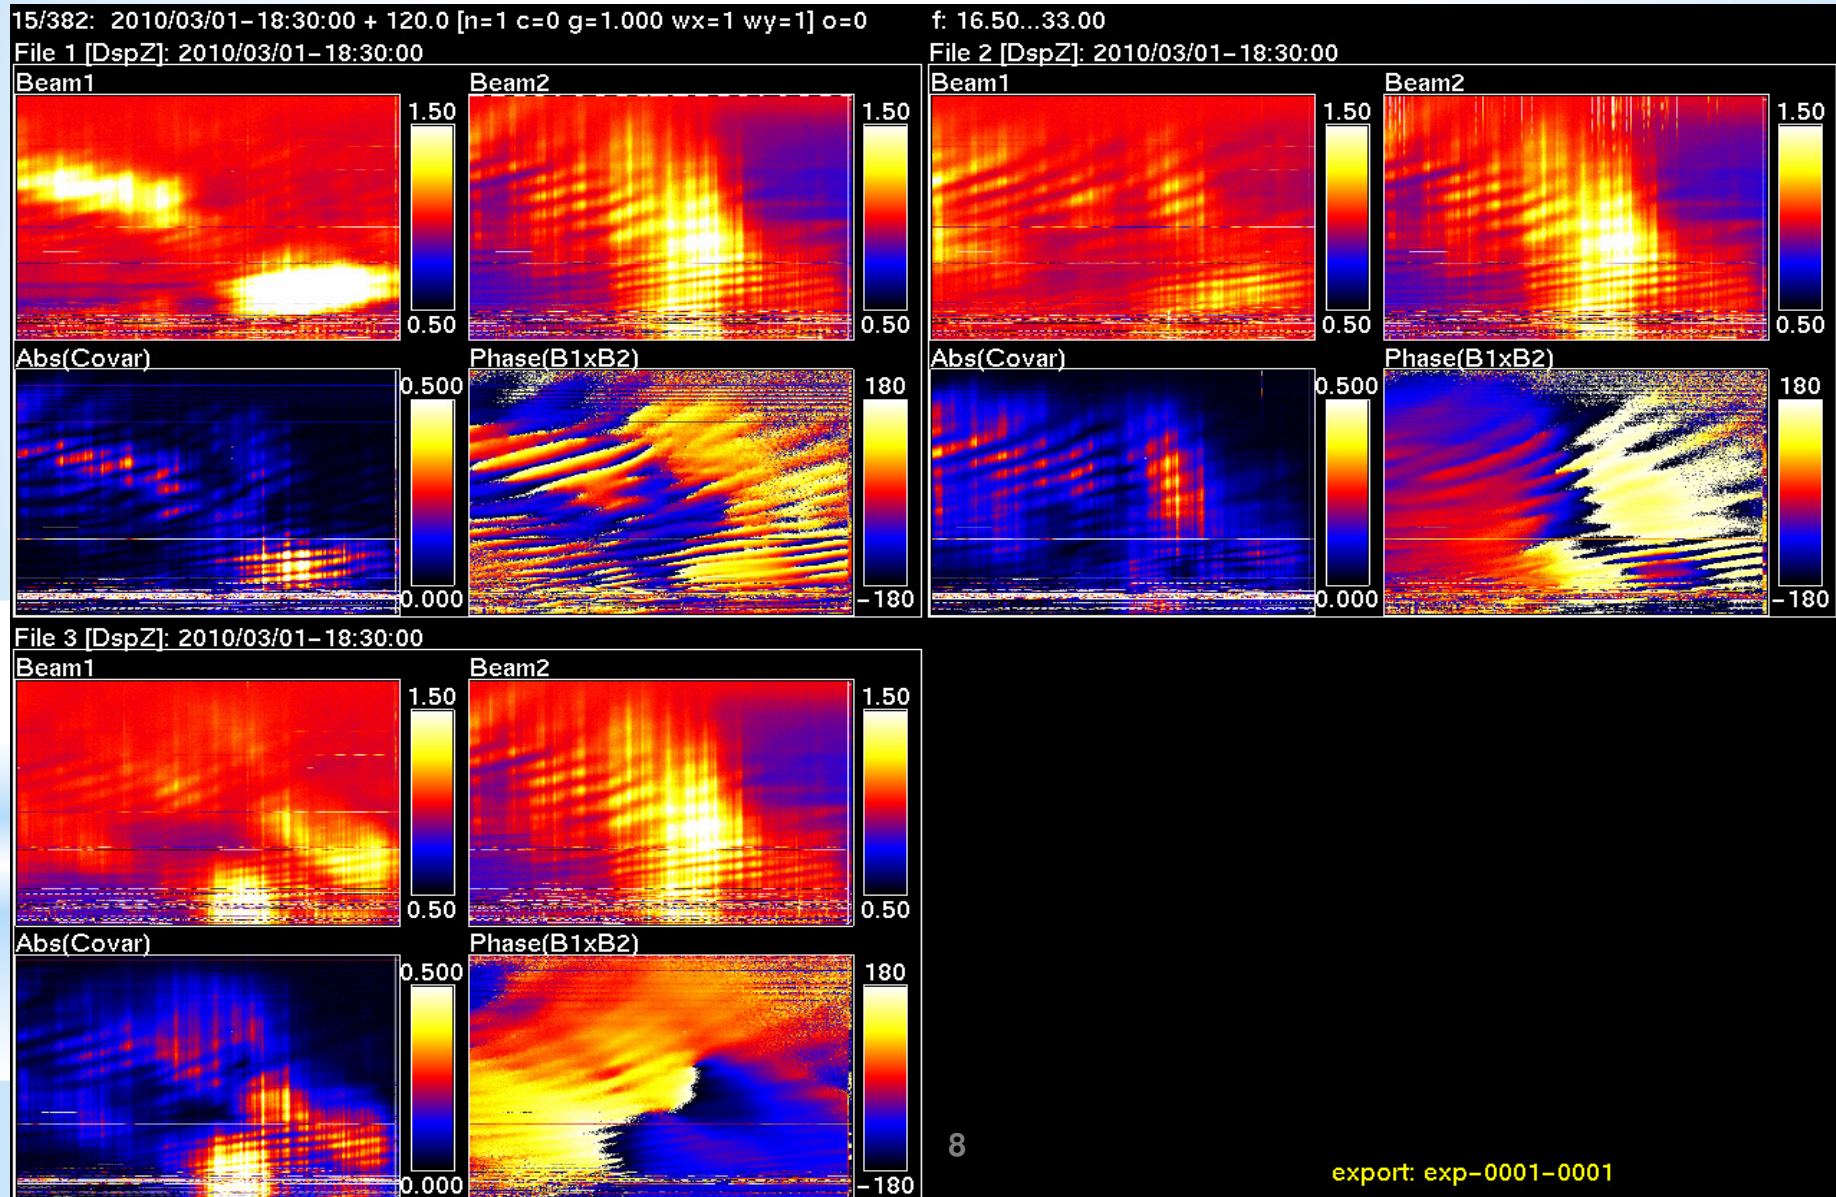 15/382: 2010/03/01-18:30:00 + 120.0 [n=1 c=0 g=1.000 wx=1 wy=1] o=0 f: 16.50...33.00
File 1 [DspZ]: 2010/03/01-18:30:00
Beam1 Beam2
1.50 1.50
0.50 0.50
Abs(Covar) Phase(B1xB2)
0.500 180
0.000 -180
File 2 [DspZ]: 2010/03/01-18:30:00
Beam1 Beam2
1.50 1.50
0.50 0.50
Abs(Covar) Phase(B1xB2)
0.500 180
0.000 -180
File 3 [DspZ]: 2010/03/01-18:30:00
Beam1 Beam2
1.50 1.50
0.50 0.50
Abs(Covar) Phase(B1xB2)
0.500 180
0.000 -180
8
export: exp-0001-0001